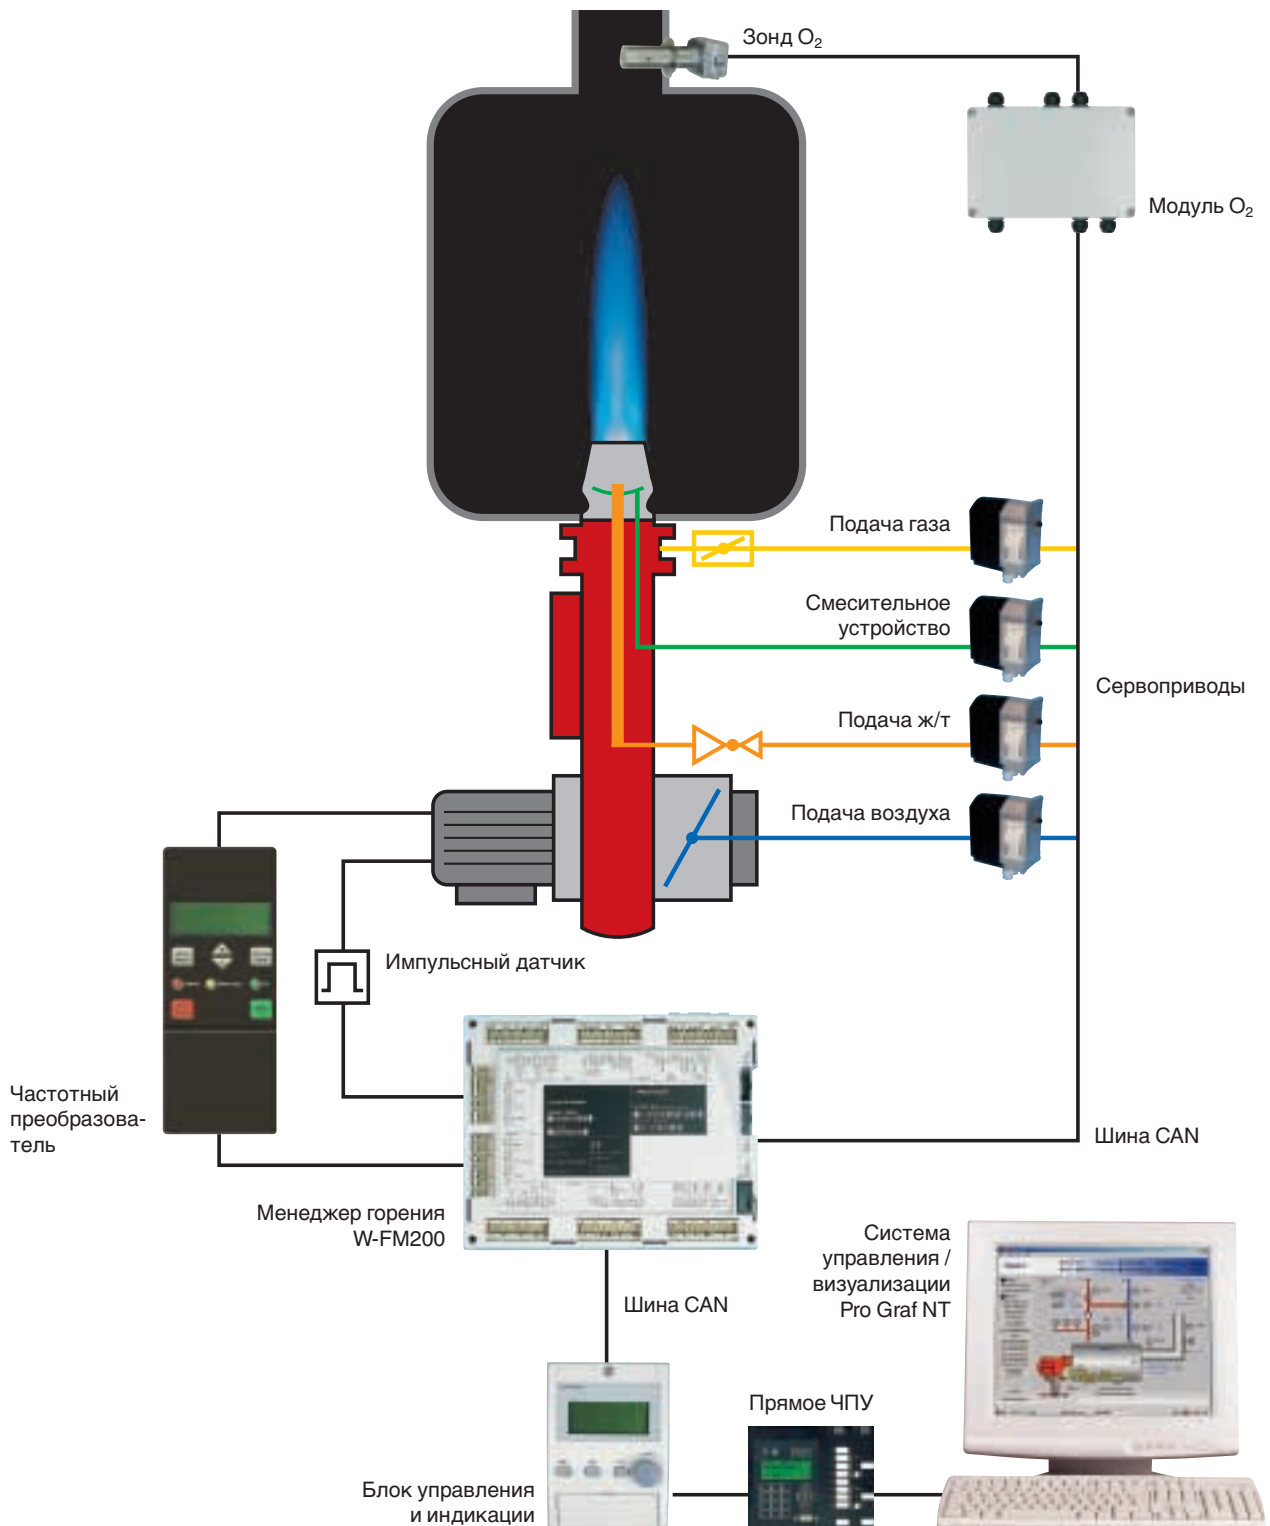 Зонд O₂
Модуль O₂
Подача газа
Смесительное
устройство
Сервоприводы
Подача ж/т
Подача воздуха
Импульсный датчик
Частотный
преобразова-
тель
Шина CAN
Менеджер горения
W-FM200
Система
управления /
визуализации
Pro Graf NT
Шина CAN
Прямое ЧПУ
Блок управления
и индикации